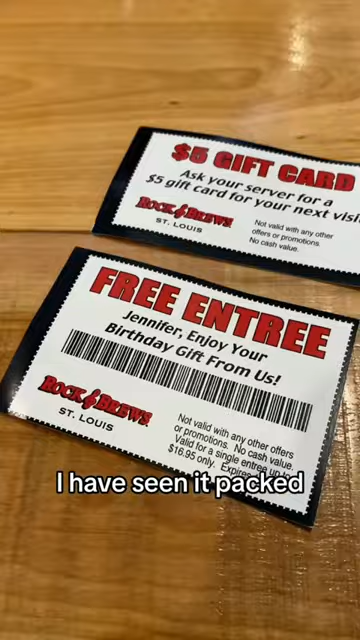 $5 GIFT CARD
Ask your server for a
$5 gift card for your next visit
ROCK & BREWS
ST. LOUIS
Not valid with any other
offers or promotions.
No cash value.
FREE ENTREE
Jennifer, Enjoy Your
Birthday Gift From Us!
ROCK & BREWS
ST. LOUIS
Not valid with any other offers
or promotions. No cash value.
Valid for a single entree up to
$16.95 only. Expires
I have seen it packed